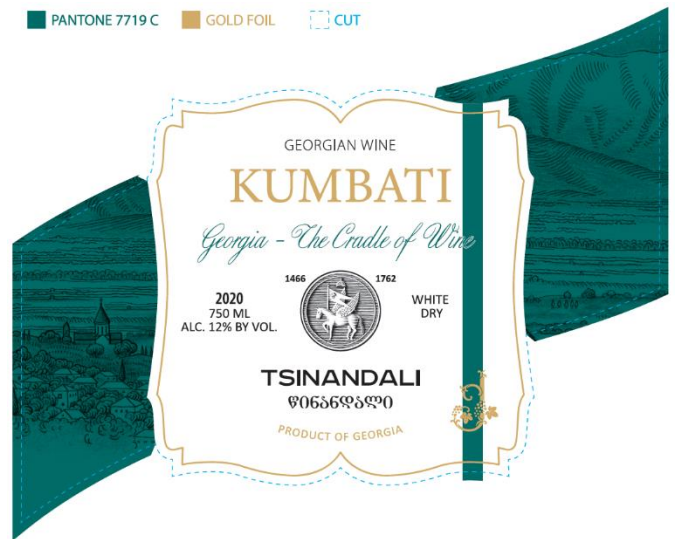 PANTONE 7719 C GOLD FOIL CUT
GEORGIAN WINE
KUMBATI
Georgia - The Cradle of Wine
1466 1762
2020
750 ML
ALC. 12% BY VOL.
WHITE
DRY
TSINANDALI
წინანდალი
PRODUCT OF GEORGIA